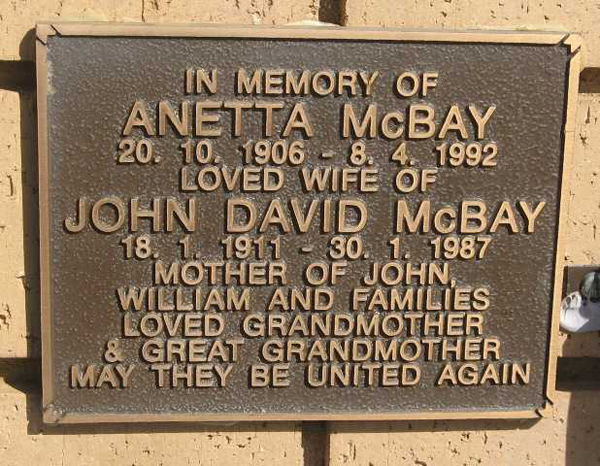 IN MEMORY OF
ANETTA McBAY
20. 10. 1906 - 8. 4. 1992
LOVED WIFE OF
JOHN DAVID McBAY
18. 1. 1911 - 30. 1. 1987
MOTHER OF JOHN,
WILLIAM AND FAMILIES
LOVED GRANDMOTHER
& GREAT GRANDMOTHER
MAY THEY BE UNITED AGAIN